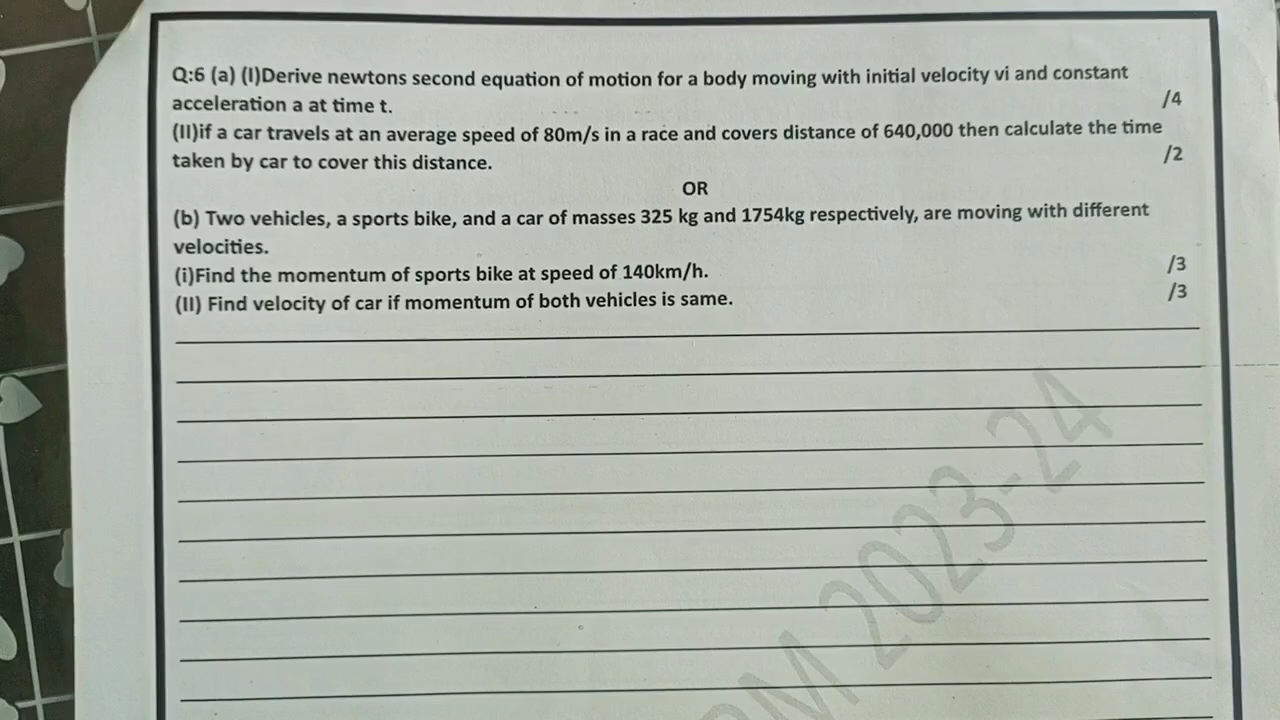 Q:6 (a) (I)Derive newtons second equation of motion for a body moving with initial velocity vi and constant
acceleration a at time t. /4
(II)if a car travels at an average speed of 80m/s in a race and covers distance of 640,000 then calculate the time
taken by car to cover this distance. /2
OR
(b) Two vehicles, a sports bike, and a car of masses 325 kg and 1754kg respectively, are moving with different
velocities.
(i)Find the momentum of sports bike at speed of 140km/h. /3
(II) Find velocity of car if momentum of both vehicles is same. /3
2023-24